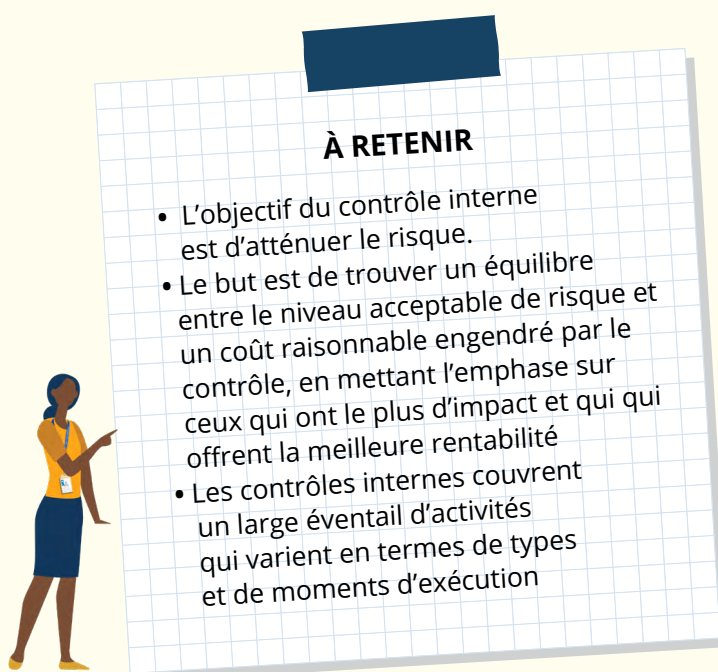 À RETENIR
• L’objectif du contrôle interne
est d’atténuer le risque.
• Le but est de trouver un équilibre
entre le niveau acceptable de risque et
un coût raisonnable engendré par le
contrôle, en mettant l’emphase sur
ceux qui ont le plus d’impact et qui qui
offrent la meilleure rentabilité
• Les contrôles internes couvrent
un large éventail d’activités
qui varient en termes de types
et de moments d’exécution